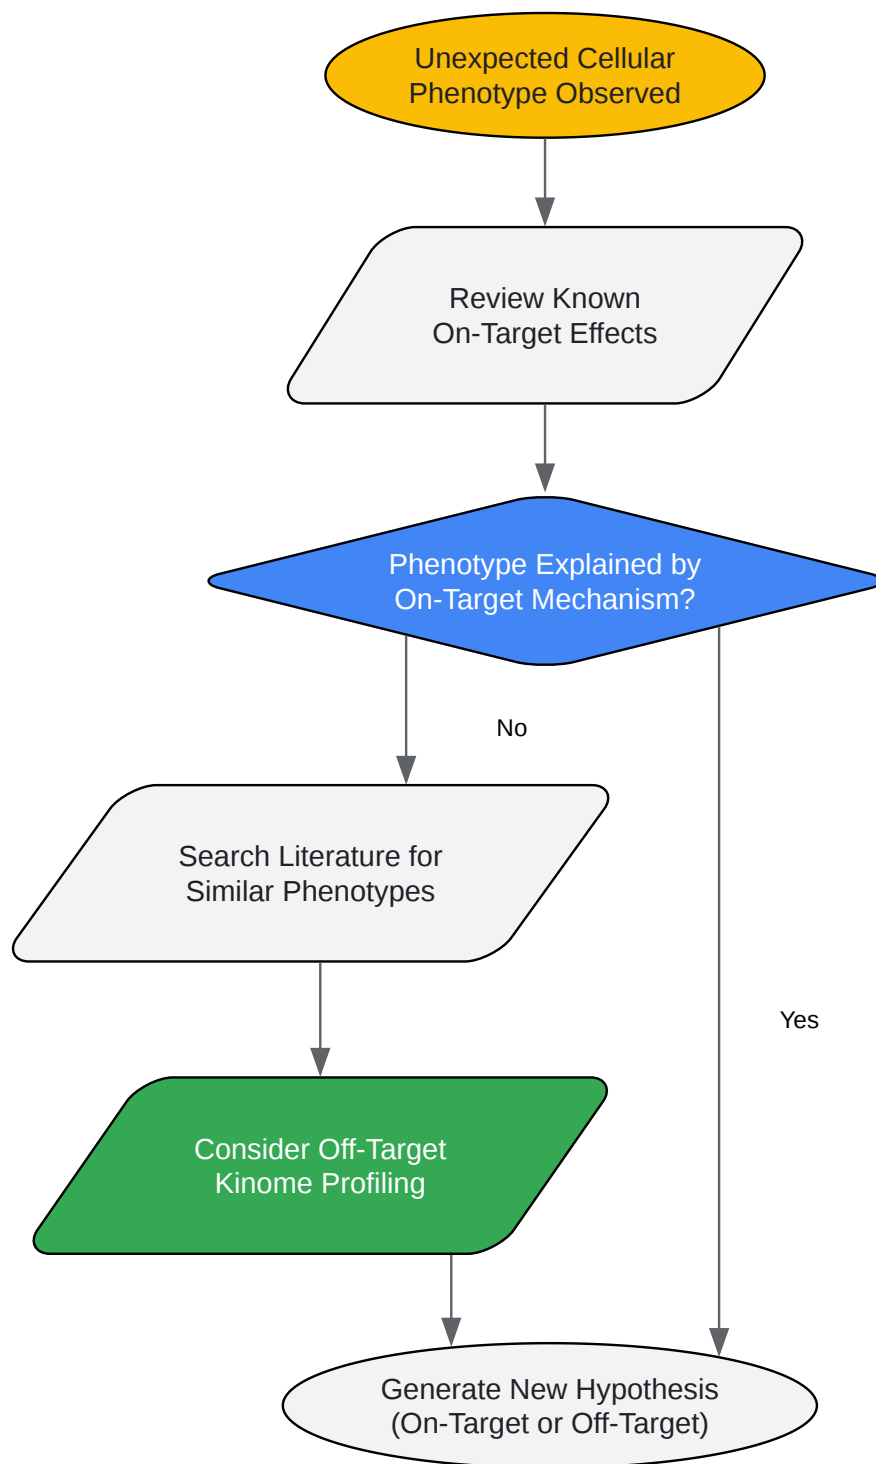 Unexpected Cellular
Phenotype Observed
Review Known
On-Target Effects
Phenotype Explained by
On-Target Mechanism?
No
Search Literature for
Similar Phenotypes
Yes
Consider Off-Target
Kinome Profiling
Generate New Hypothesis
(On-Target or Off-Target)